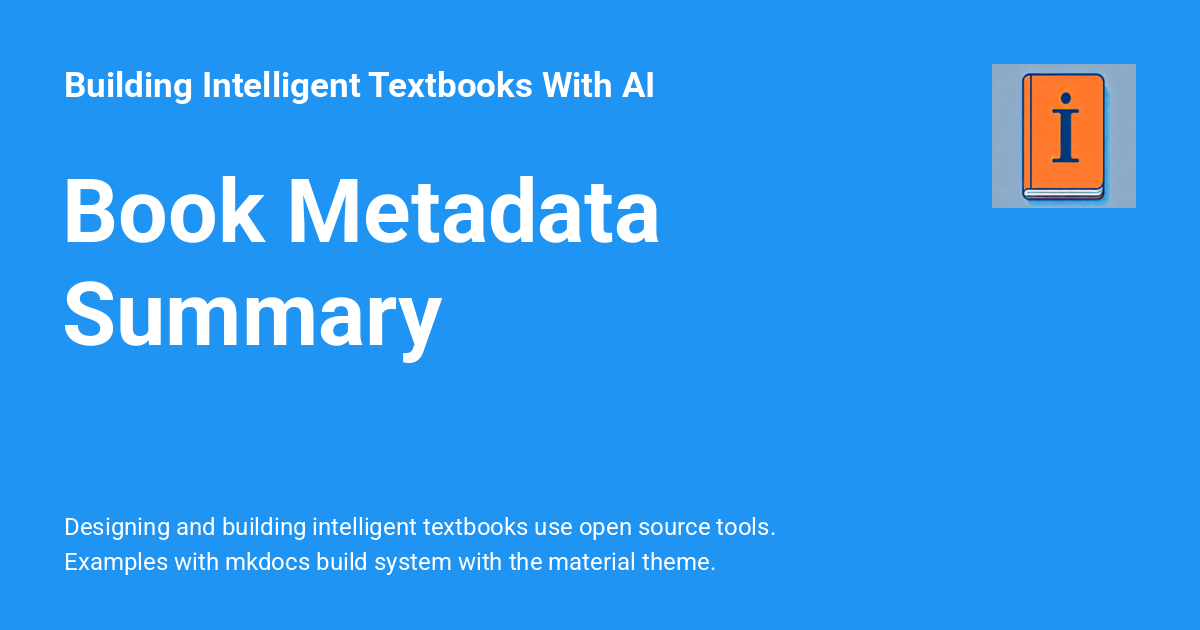 Building Intelligent Textbooks With AI
i
Book Metadata
Summary
Designing and building intelligent textbooks use open source tools.
Examples with mkdocs build system with the material theme.